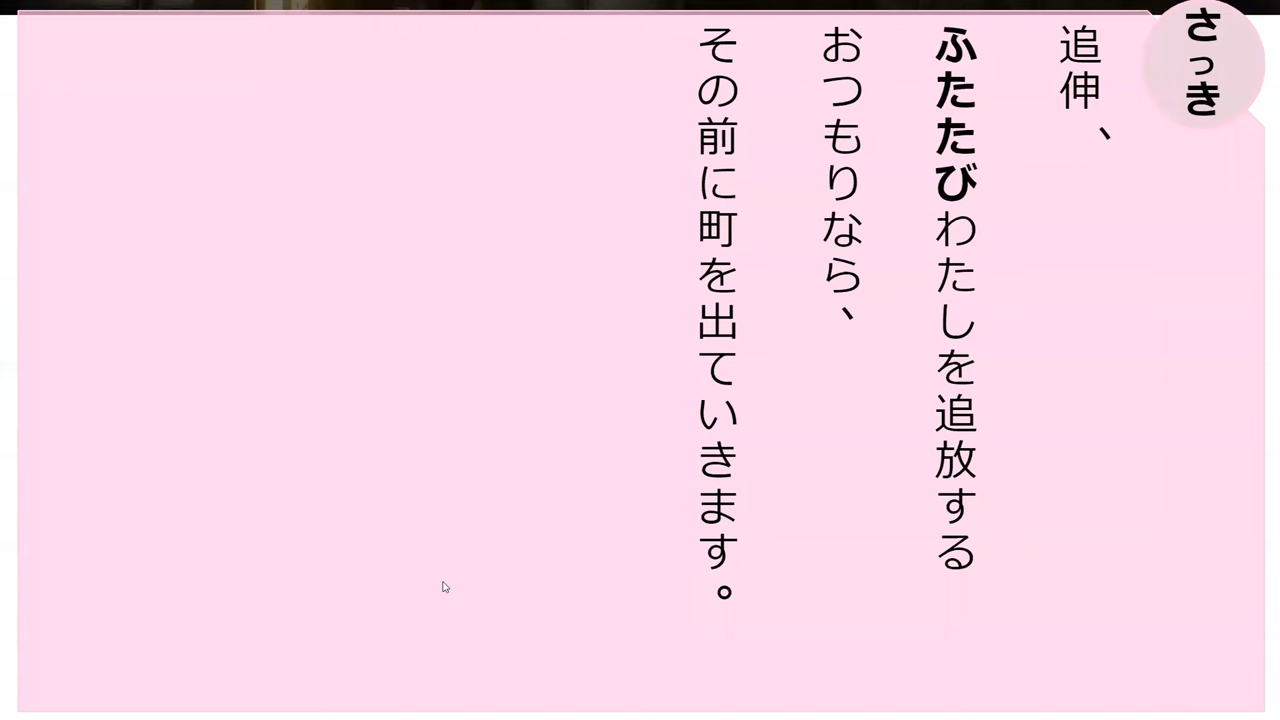 さっき
追伸、
ふたたびわたしを追放する
おつもりなら、
その前に町を出ていきます。